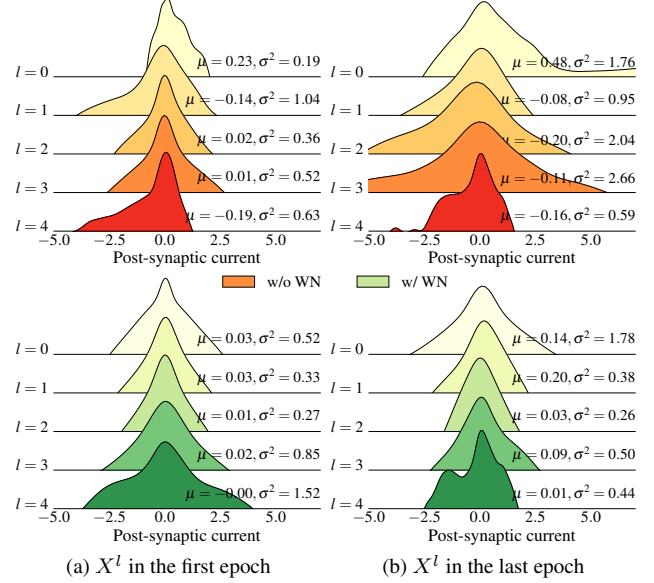 l = 0
μ = 0.23, σ² = 0.19
l = 1
μ = −0.14, σ² = 1.04
l = 2
μ = 0.02, σ² = 0.36
l = 3
μ = 0.01, σ² = 0.52
l = 4
μ = −0.19, σ² = 0.63
−5.0 −2.5 0.0 2.5 5.0
Post-synaptic current
l = 0
μ = 0.48, σ² = 1.76
l = 1
μ = −0.08, σ² = 0.95
l = 2
μ = −0.20, σ² = 2.04
l = 3
μ = −0.11, σ² = 2.66
l = 4
μ = −0.16, σ² = 0.59
−5.0 −2.5 0.0 2.5 5.0
Post-synaptic current
w/o WN w/ WN
l = 0
μ = 0.03, σ² = 0.52
l = 1
μ = 0.03, σ² = 0.33
l = 2
μ = 0.01, σ² = 0.27
l = 3
μ = 0.02, σ² = 0.85
l = 4
μ = −0.00, σ² = 1.52
−5.0 −2.5 0.0 2.5 5.0
Post-synaptic current
l = 0
μ = 0.14, σ² = 1.78
l = 1
μ = 0.20, σ² = 0.38
l = 2
μ = 0.03, σ² = 0.26
l = 3
μ = 0.09, σ² = 0.50
l = 4
μ = 0.01, σ² = 0.44
−5.0 −2.5 0.0 2.5 5.0
Post-synaptic current
(a) Xˡ in the first epoch
(b) Xˡ in the last epoch